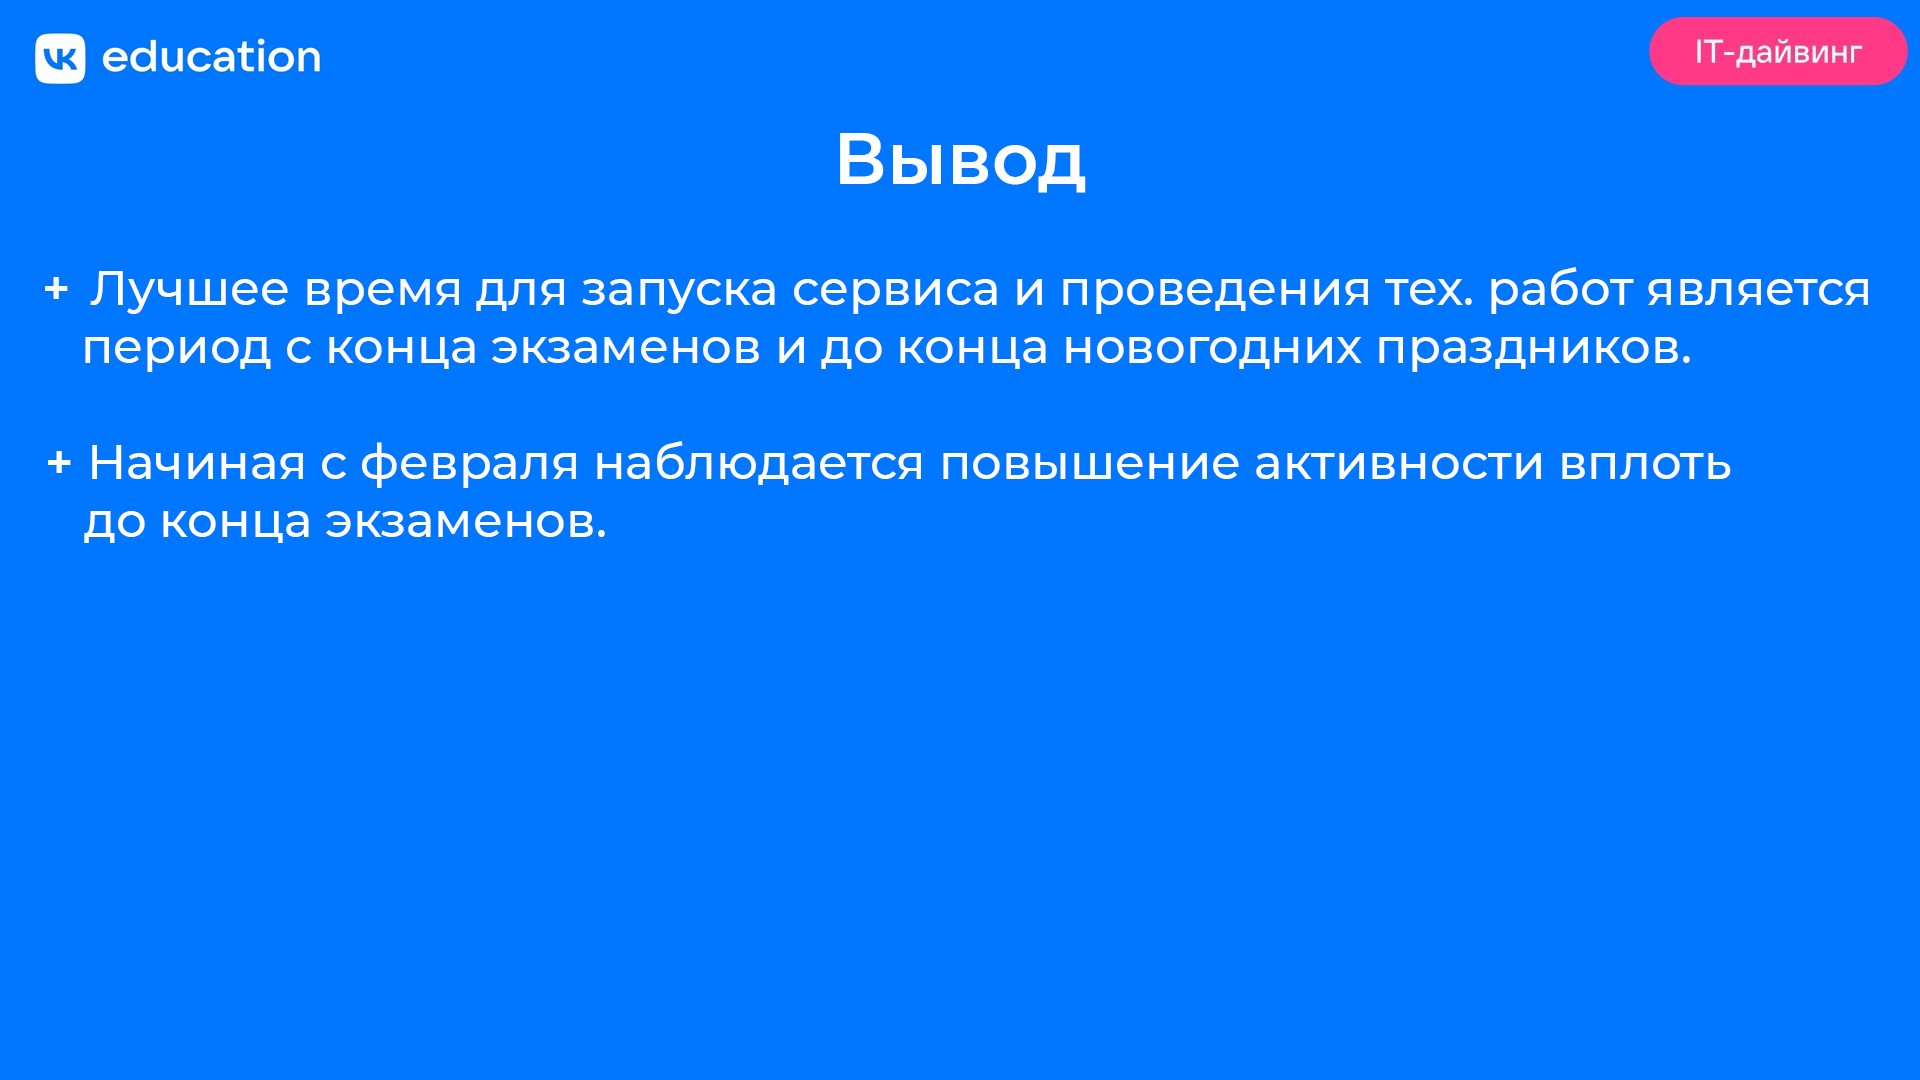 VK education
IT-дайвинг
Вывод
+ Лучшее время для запуска сервиса и проведения тех. работ является
период с конца экзаменов и до конца новогодних праздников.
+ Начиная с февраля наблюдается повышение активности вплоть
до конца экзаменов.